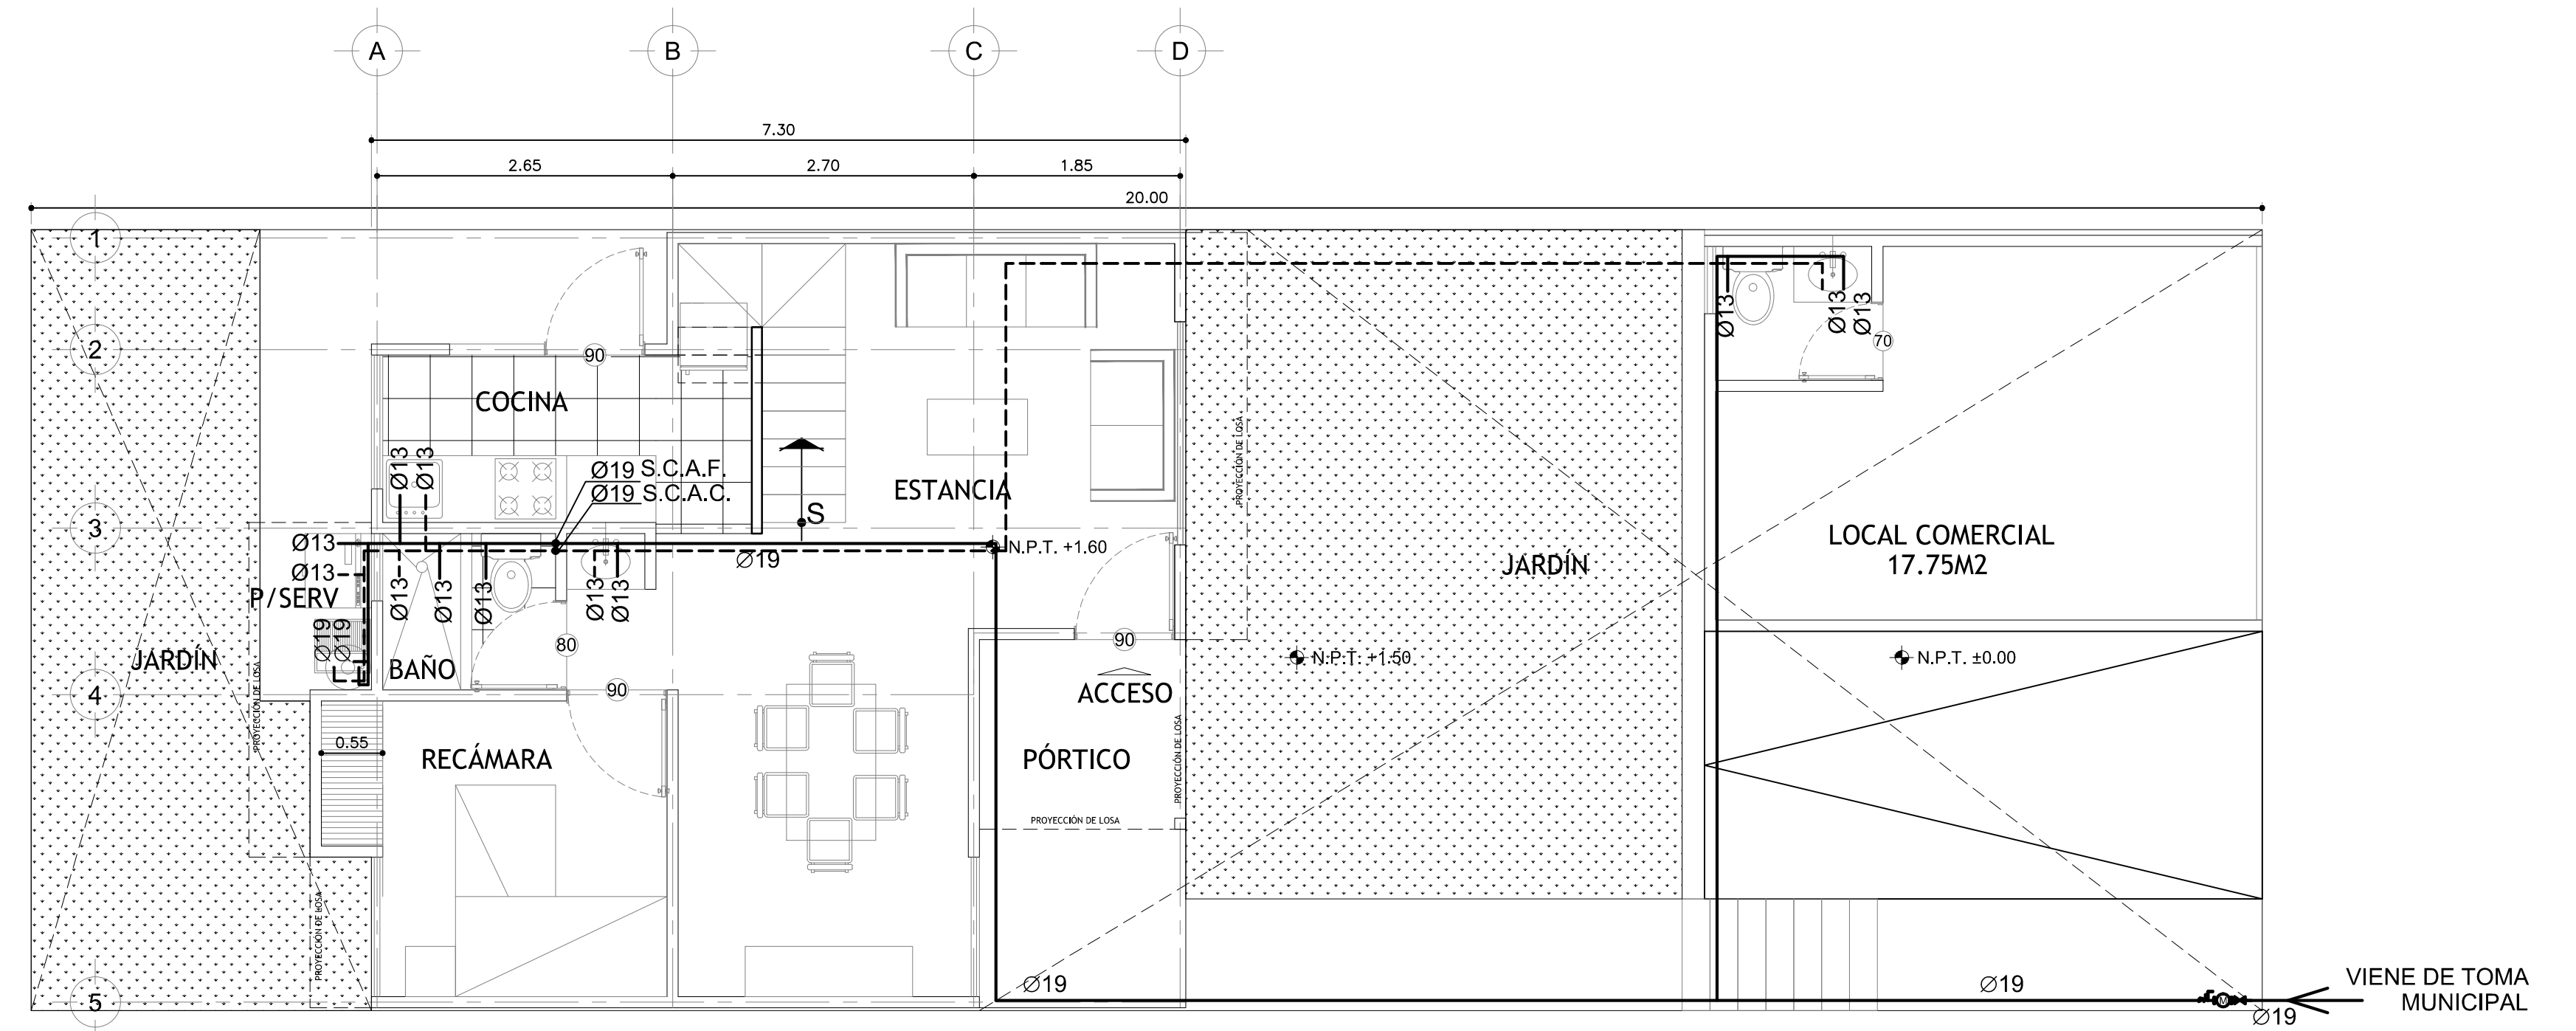 A
B
C
D
7.30
2.65
2.70
1.85
20.00
1
2
3
4
5
90
COCINA
Ø13
Ø13
Ø19 S.C.A.F.
Ø19 S.C.A.C.
S
ESTANCIA
N.P.T. +1.60
Ø19
Ø13
Ø13
P/SERV
Ø19
Ø19
JARDÍN
Ø13
Ø13
Ø13
Ø13
Ø13
BAÑO
80
90
0.55
RECÁMARA
PROYECCIÓN DE LOSA
PROYECCIÓN DE LOSA
90
ACCESO
PÓRTICO
PROYECCIÓN DE LOSA
PROYECCIÓN DE LOSA
PROYECCIÓN DE LOSA
Ø19
JARDÍN
N.P.T. +1.50
Ø13
Ø13
Ø13
70
LOCAL COMERCIAL
17.75M2
N.P.T. ±0.00
Ø19
M
VIENE DE TOMA
MUNICIPAL
Ø19